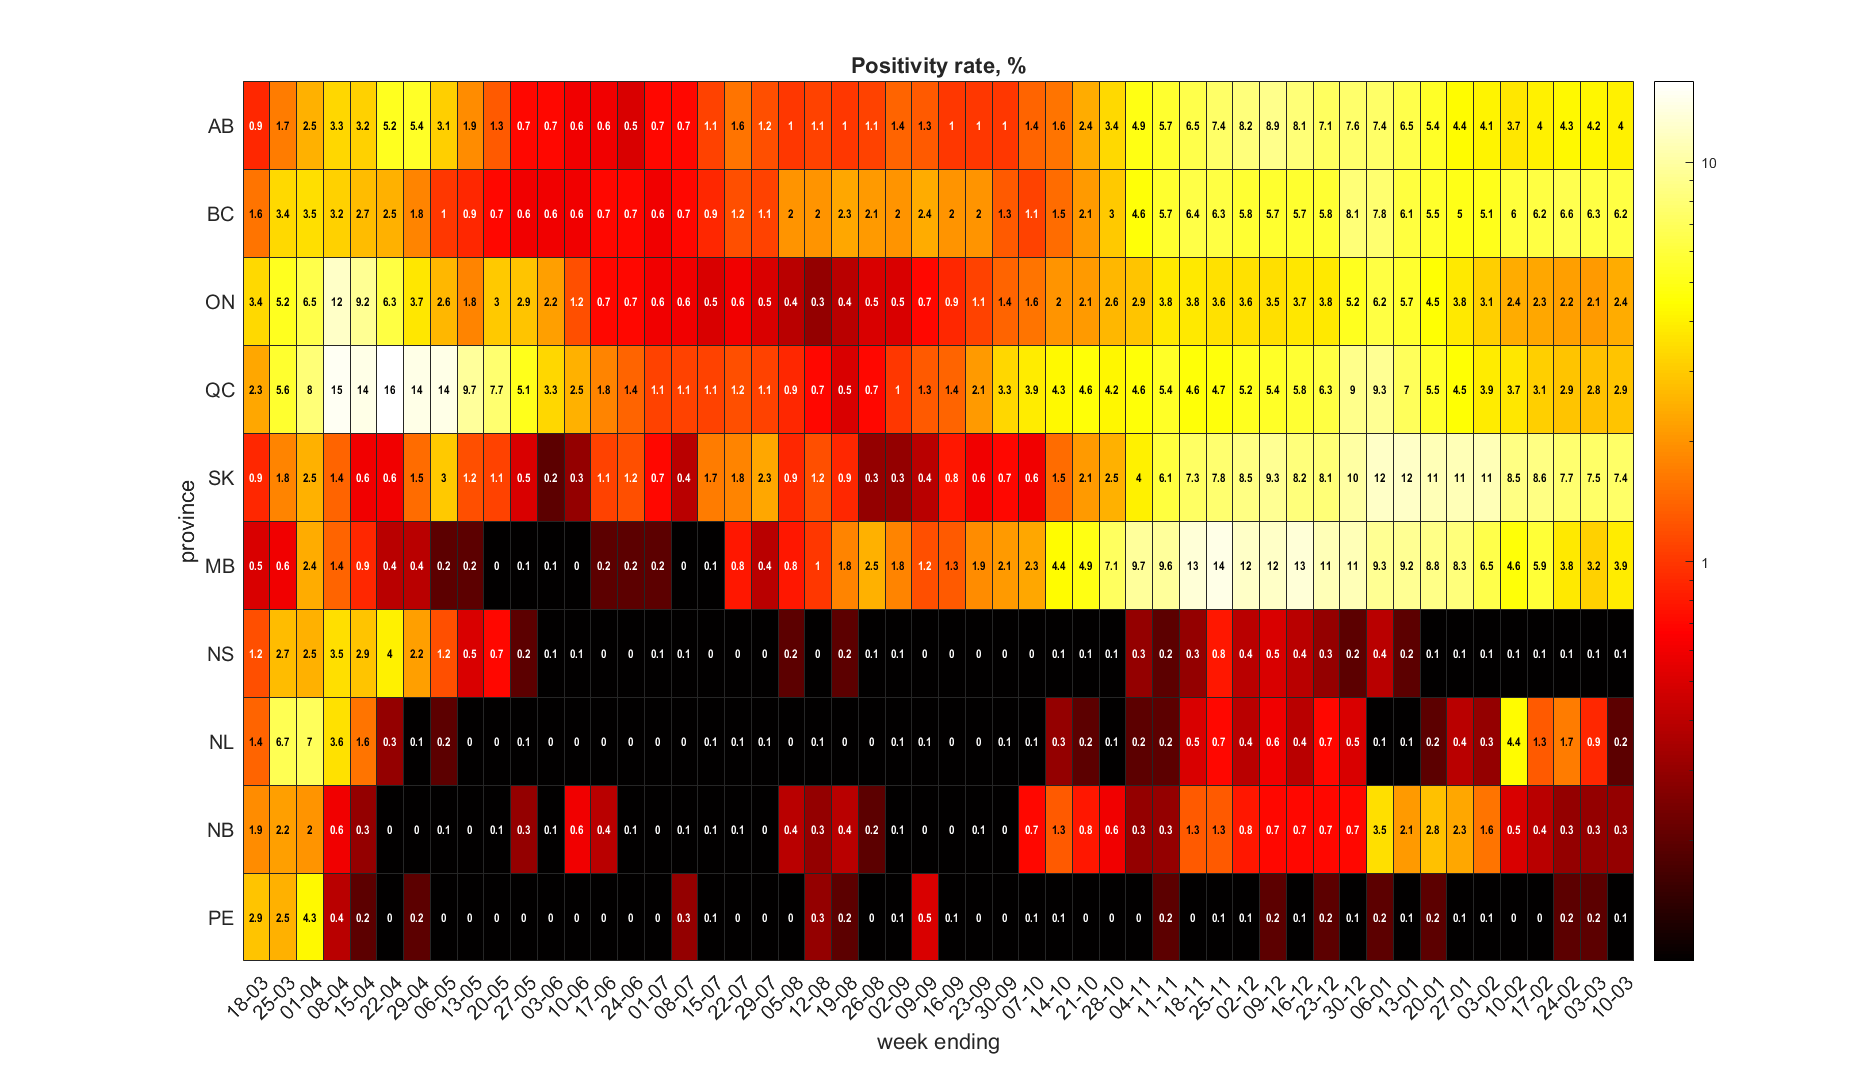 Positivity rate, %
AB 0.9 1.7 2.5 3.3 3.2 5.2 5.4 3.1 1.9 1.3 0.7 0.7 0.6 0.6 0.5 0.7 0.7 1.1 1.6 1.2 1 1.1 1 1.1 1.4 1.3 1 1 1 1.4 1.6 2.4 3.4 4.9 5.7 6.5 7.4 8.2 8.9 8.1 7.1 7.6 7.4 6.5 5.4 4.4 4.1 3.7 4 4.3 4.2 4
10
BC 1.6 3.4 3.5 3.2 2.7 2.5 1.8 1 0.9 0.7 0.6 0.6 0.6 0.7 0.7 0.6 0.7 0.9 1.2 1.1 2 2 2.3 2.1 2 2.4 2 2 1.3 1.1 1.5 2.1 3 4.6 5.7 6.4 6.3 5.8 5.7 5.7 5.8 8.1 7.8 6.1 5.5 5 5.1 6 6.2 6.6 6.3 6.2
ON 3.4 5.2 6.5 12 9.2 6.3 3.7 2.6 1.8 3 2.9 2.2 1.2 0.7 0.7 0.6 0.6 0.5 0.6 0.5 0.4 0.3 0.4 0.5 0.5 0.7 0.9 1.1 1.4 1.6 2 2.1 2.6 2.9 3.8 3.8 3.6 3.6 3.5 3.7 3.8 5.2 6.2 5.7 4.5 3.8 3.1 2.4 2.3 2.2 2.1 2.4
QC 2.3 5.6 8 15 14 16 14 14 9.7 7.7 5.1 3.3 2.5 1.8 1.4 1.1 1.1 1.1 1.2 1.1 0.9 0.7 0.5 0.7 1 1.3 1.4 2.1 3.3 3.9 4.3 4.6 4.2 4.6 5.4 4.6 4.7 5.2 5.4 5.8 6.3 9 9.3 7 5.5 4.5 3.9 3.7 3.1 2.9 2.8 2.9
SK 0.9 1.8 2.5 1.4 0.6 0.6 1.5 3 1.2 1.1 0.5 0.2 0.3 1.1 1.2 0.7 0.4 1.7 1.8 2.3 0.9 1.2 0.9 0.3 0.3 0.4 0.8 0.6 0.7 0.6 1.5 2.1 2.5 4 6.1 7.3 7.8 8.5 9.3 8.2 8.1 10 12 12 11 11 11 8.5 8.6 7.7 7.5 7.4
province
MB 0.5 0.6 2.4 1.4 0.9 0.4 0.4 0.2 0.2 0 0.1 0.1 0 0.2 0.2 0.2 0 0.1 0.8 0.4 0.8 1 1.8 2.5 1.8 1.2 1.3 1.9 2.1 2.3 4.4 4.9 7.1 9.7 9.6 13 14 12 12 13 11 11 9.3 9.2 8.8 8.3 6.5 4.6 5.9 3.8 3.2 3.9
1
NS 1.2 2.7 2.5 3.5 2.9 4 2.2 1.2 0.5 0.7 0.2 0.1 0.1 0 0 0.1 0.1 0 0 0 0.2 0 0.2 0.1 0.1 0 0 0 0 0 0.1 0.1 0.1 0.3 0.2 0.3 0.8 0.4 0.5 0.4 0.3 0.2 0.4 0.2 0.1 0.1 0.1 0.1 0.1 0.1 0.1 0.1
NL 1.4 6.7 7 3.6 1.6 0.3 0.1 0.2 0 0 0.1 0 0 0 0 0 0 0.1 0.1 0.1 0 0.1 0 0 0.1 0.1 0 0 0.1 0.1 0.3 0.2 0.1 0.2 0.2 0.5 0.7 0.4 0.6 0.4 0.7 0.5 0.1 0.1 0.2 0.4 0.3 4.4 1.3 1.7 0.9 0.2
NB 1.9 2.2 2 0.6 0.3 0 0 0.1 0 0.1 0.3 0.1 0.6 0.4 0.1 0 0.1 0.1 0.1 0 0.4 0.3 0.4 0.2 0.1 0 0 0.1 0 0.7 1.3 0.8 0.6 0.3 0.3 1.3 1.3 0.8 0.7 0.7 0.7 0.7 3.5 2.1 2.8 2.3 1.6 0.5 0.4 0.3 0.3 0.3
PE 2.9 2.5 4.3 0.4 0.2 0 0.2 0 0 0 0 0 0 0 0 0 0.3 0.1 0 0 0 0.3 0.2 0 0.1 0.5 0.1 0 0 0.1 0.1 0 0 0 0.2 0 0.1 0.1 0.2 0.1 0.2 0.1 0.2 0.1 0.2 0.1 0.1 0 0 0.2 0.2 0.1
18-03 25-03 01-04 08-04 15-04 22-04 29-04 06-05 13-05 20-05 27-05 03-06 10-06 17-06 24-06 01-07 08-07 15-07 22-07 29-07 05-08 12-08 19-08 26-08 02-09 09-09 16-09 23-09 30-09 07-10 14-10 21-10 28-10 04-11 11-11 18-11 25-11 02-12 09-12 16-12 23-12 30-12 06-01 13-01 20-01 27-01 03-02 10-02 17-02 24-02 03-03 10-03
week ending